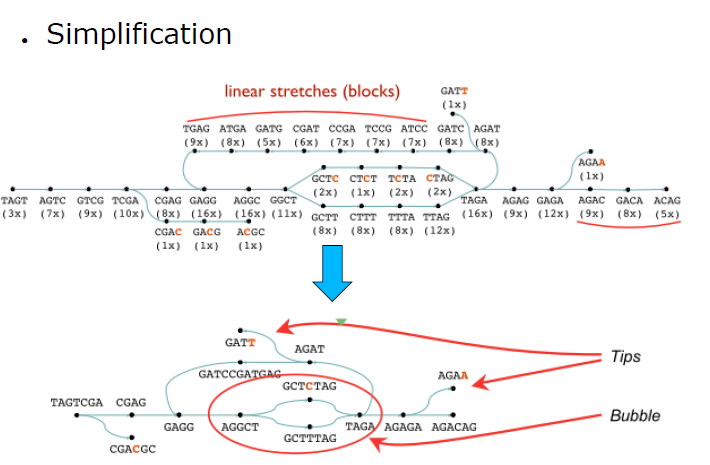 • Simplification
linear stretches (blocks)
GATT
(1x)
TGAG ATGA GATG CGAT CCGA TCCG ATCC GATC AGAT
(9x) (8x) (5x) (6x) (7x) (7x) (7x) (8x) (8x)
AGAA
(1x)
GCTC CTCT TCTA CTAG
(2x) (1x) (2x) (2x)
TAGT AGTC GTCG TCGA CGAG GAGG AGGC GGCT TAGA AGAG GAGA AGAC GACA ACAG
(3x) (7x) (9x) (10x) (8x) (16x) (16x) (11x) (16x) (9x) (12x) (9x) (8x) (5x)
GCTT CTTT TTTA TTAG
(8x) (8x) (8x) (12x)
CGAC GACG ACGC
(1x) (1x) (1x)
GATT
AGAT
Tips
GATCCGATGAG
GCTCTAG
AGAA
TAGTCGA CGAG
Bubble
GAGG AGGCT TAGA AGAGA AGACAG
GCTTTAG
CGACGC